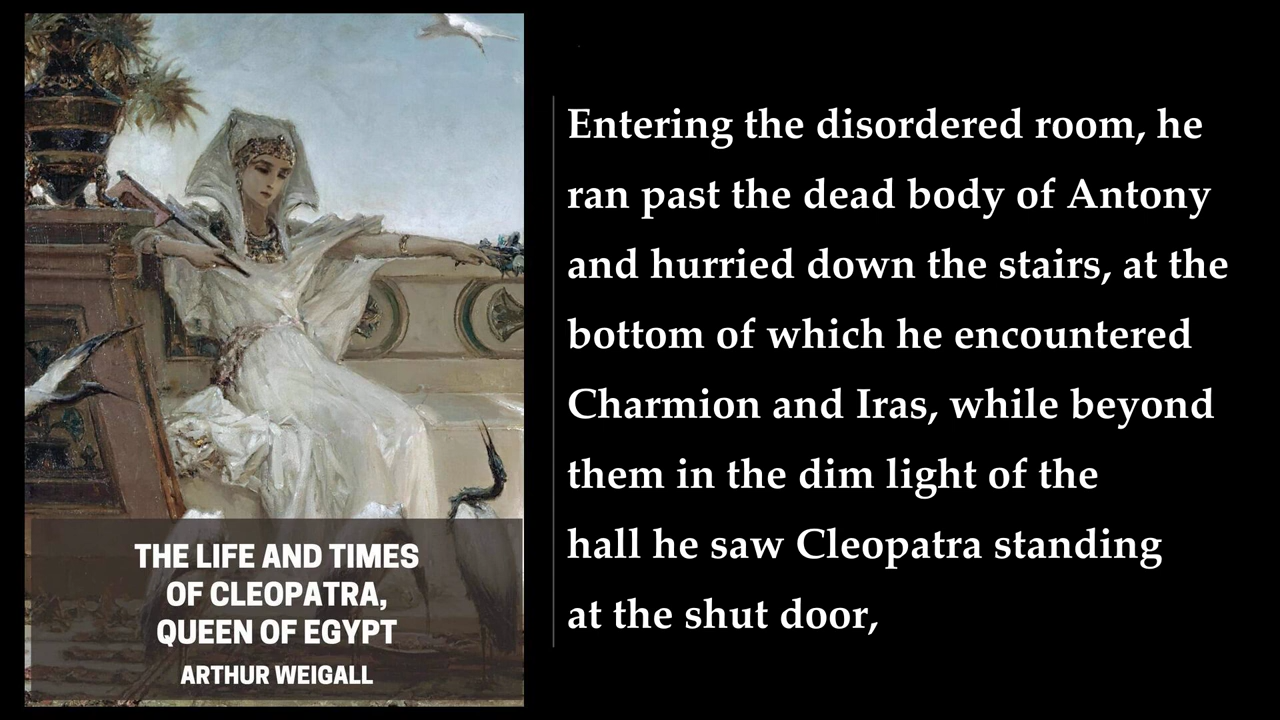 THE LIFE AND TIMES
OF CLEOPATRA,
QUEEN OF EGYPT
ARTHUR WEIGALL
Entering the disordered room, he
ran past the dead body of Antony
and hurried down the stairs, at the
bottom of which he encountered
Charmion and Iras, while beyond
them in the dim light of the
hall he saw Cleopatra standing
at the shut door,